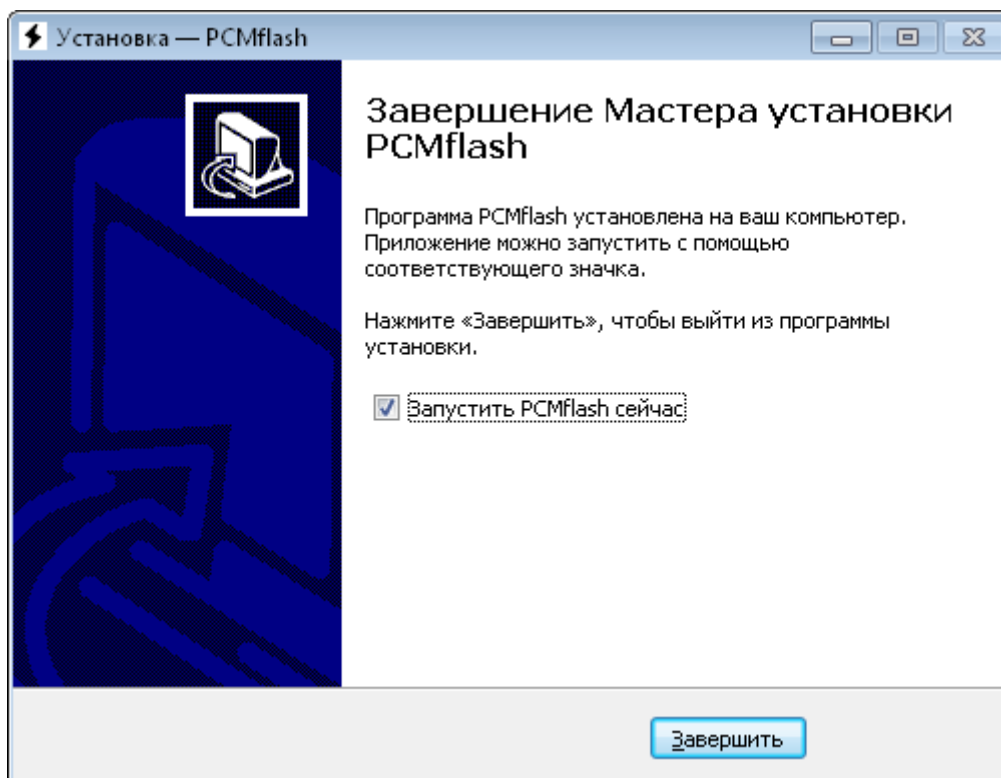 Установка — PCMflash
Завершение Мастера установки
PCMflash
Программа PCMflash установлена на ваш компьютер.
Приложение можно запустить с помощью
соответствующего значка.
Нажмите «Завершить», чтобы выйти из программы
установки.
Запустить PCMflash сейчас
Завершить